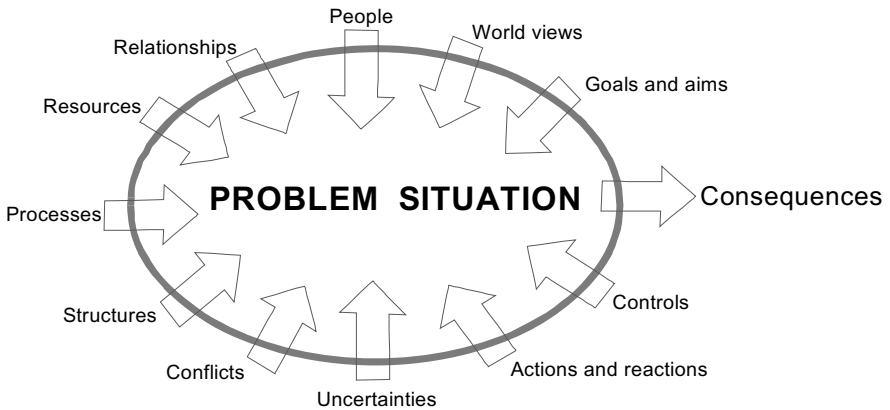 People
Relationships
World views
Resources
Goals and aims
PROBLEM SITUATION
Consequences
Processes
Structures
Controls
Conflicts
Actions and reactions
Uncertainties